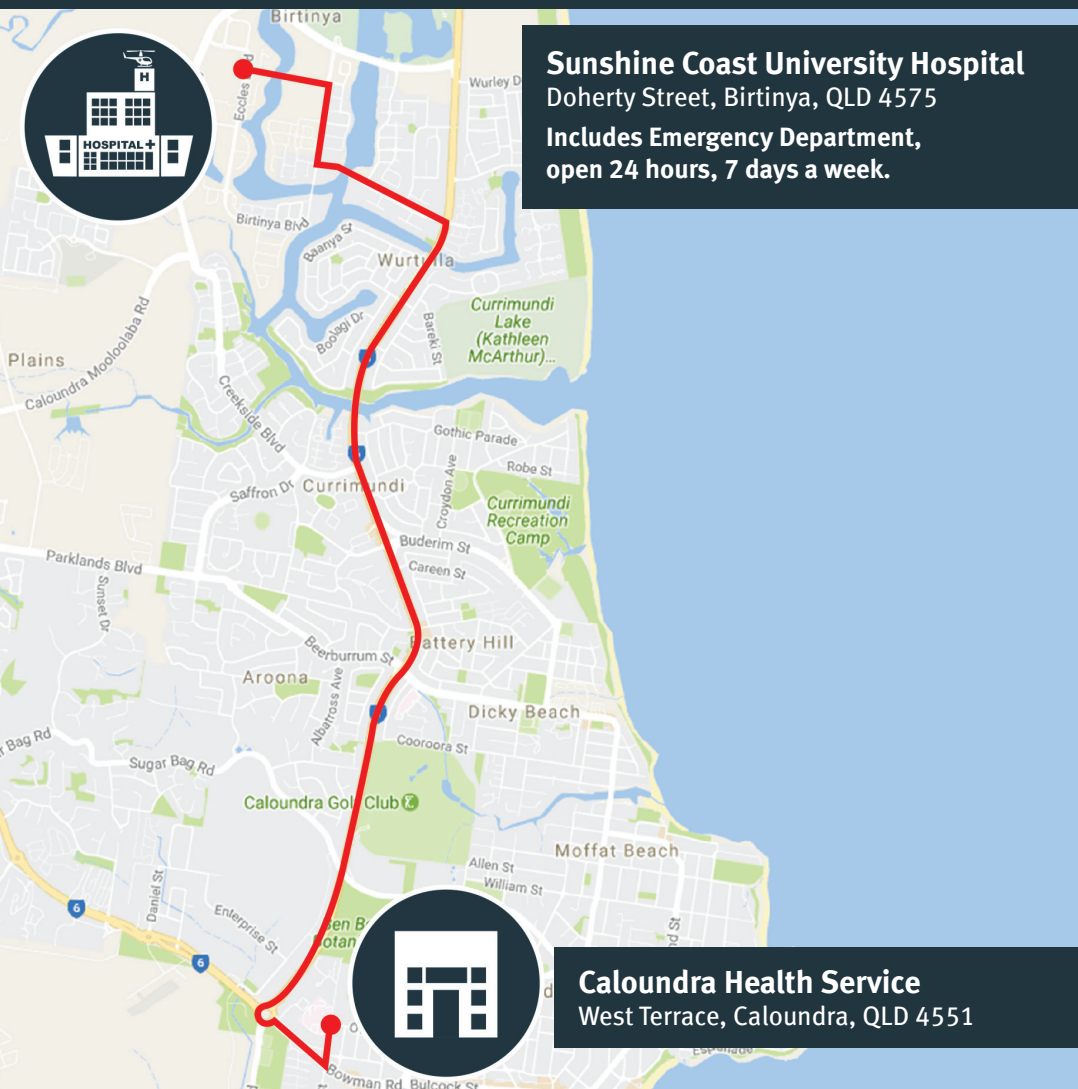 Birtinya
H
HOSPITAL+
Eccles
Wurley D
Sunshine Coast University Hospital
Doherty Street, Birtinya, QLD 4575
Includes Emergency Department,
open 24 hours, 7 days a week.
Birtinya Blvd
Baanya St
Wurtulla
Caloundra Mooloolaba Rd
Boolagi Dr
Bareki St
Currimundi
Lake
(Kathleen
McArthur)...
Plains
Creekside Blvd
Gothic Parade
Croydon Ave
Robe St
Saffron Dr
Currimundi
Currimundi
Recreation
Camp
Buderim St
Careen St
Parklands Blvd
Sunset Dr
Beerburrum St
Battery Hill
Aroona
Albatross Ave
Dicky Beach
Bag Rd
Sugar Bag Rd
Cooroora St
Caloundra Golf Club
Moffat Beach
Allen St
William St
Daniel St
6
Enterprise St
6
Ben B
Botan
d St
Caloundra Health Service
West Terrace, Caloundra, QLD 4551
Esplanade
Bowman Rd
Bulcock St